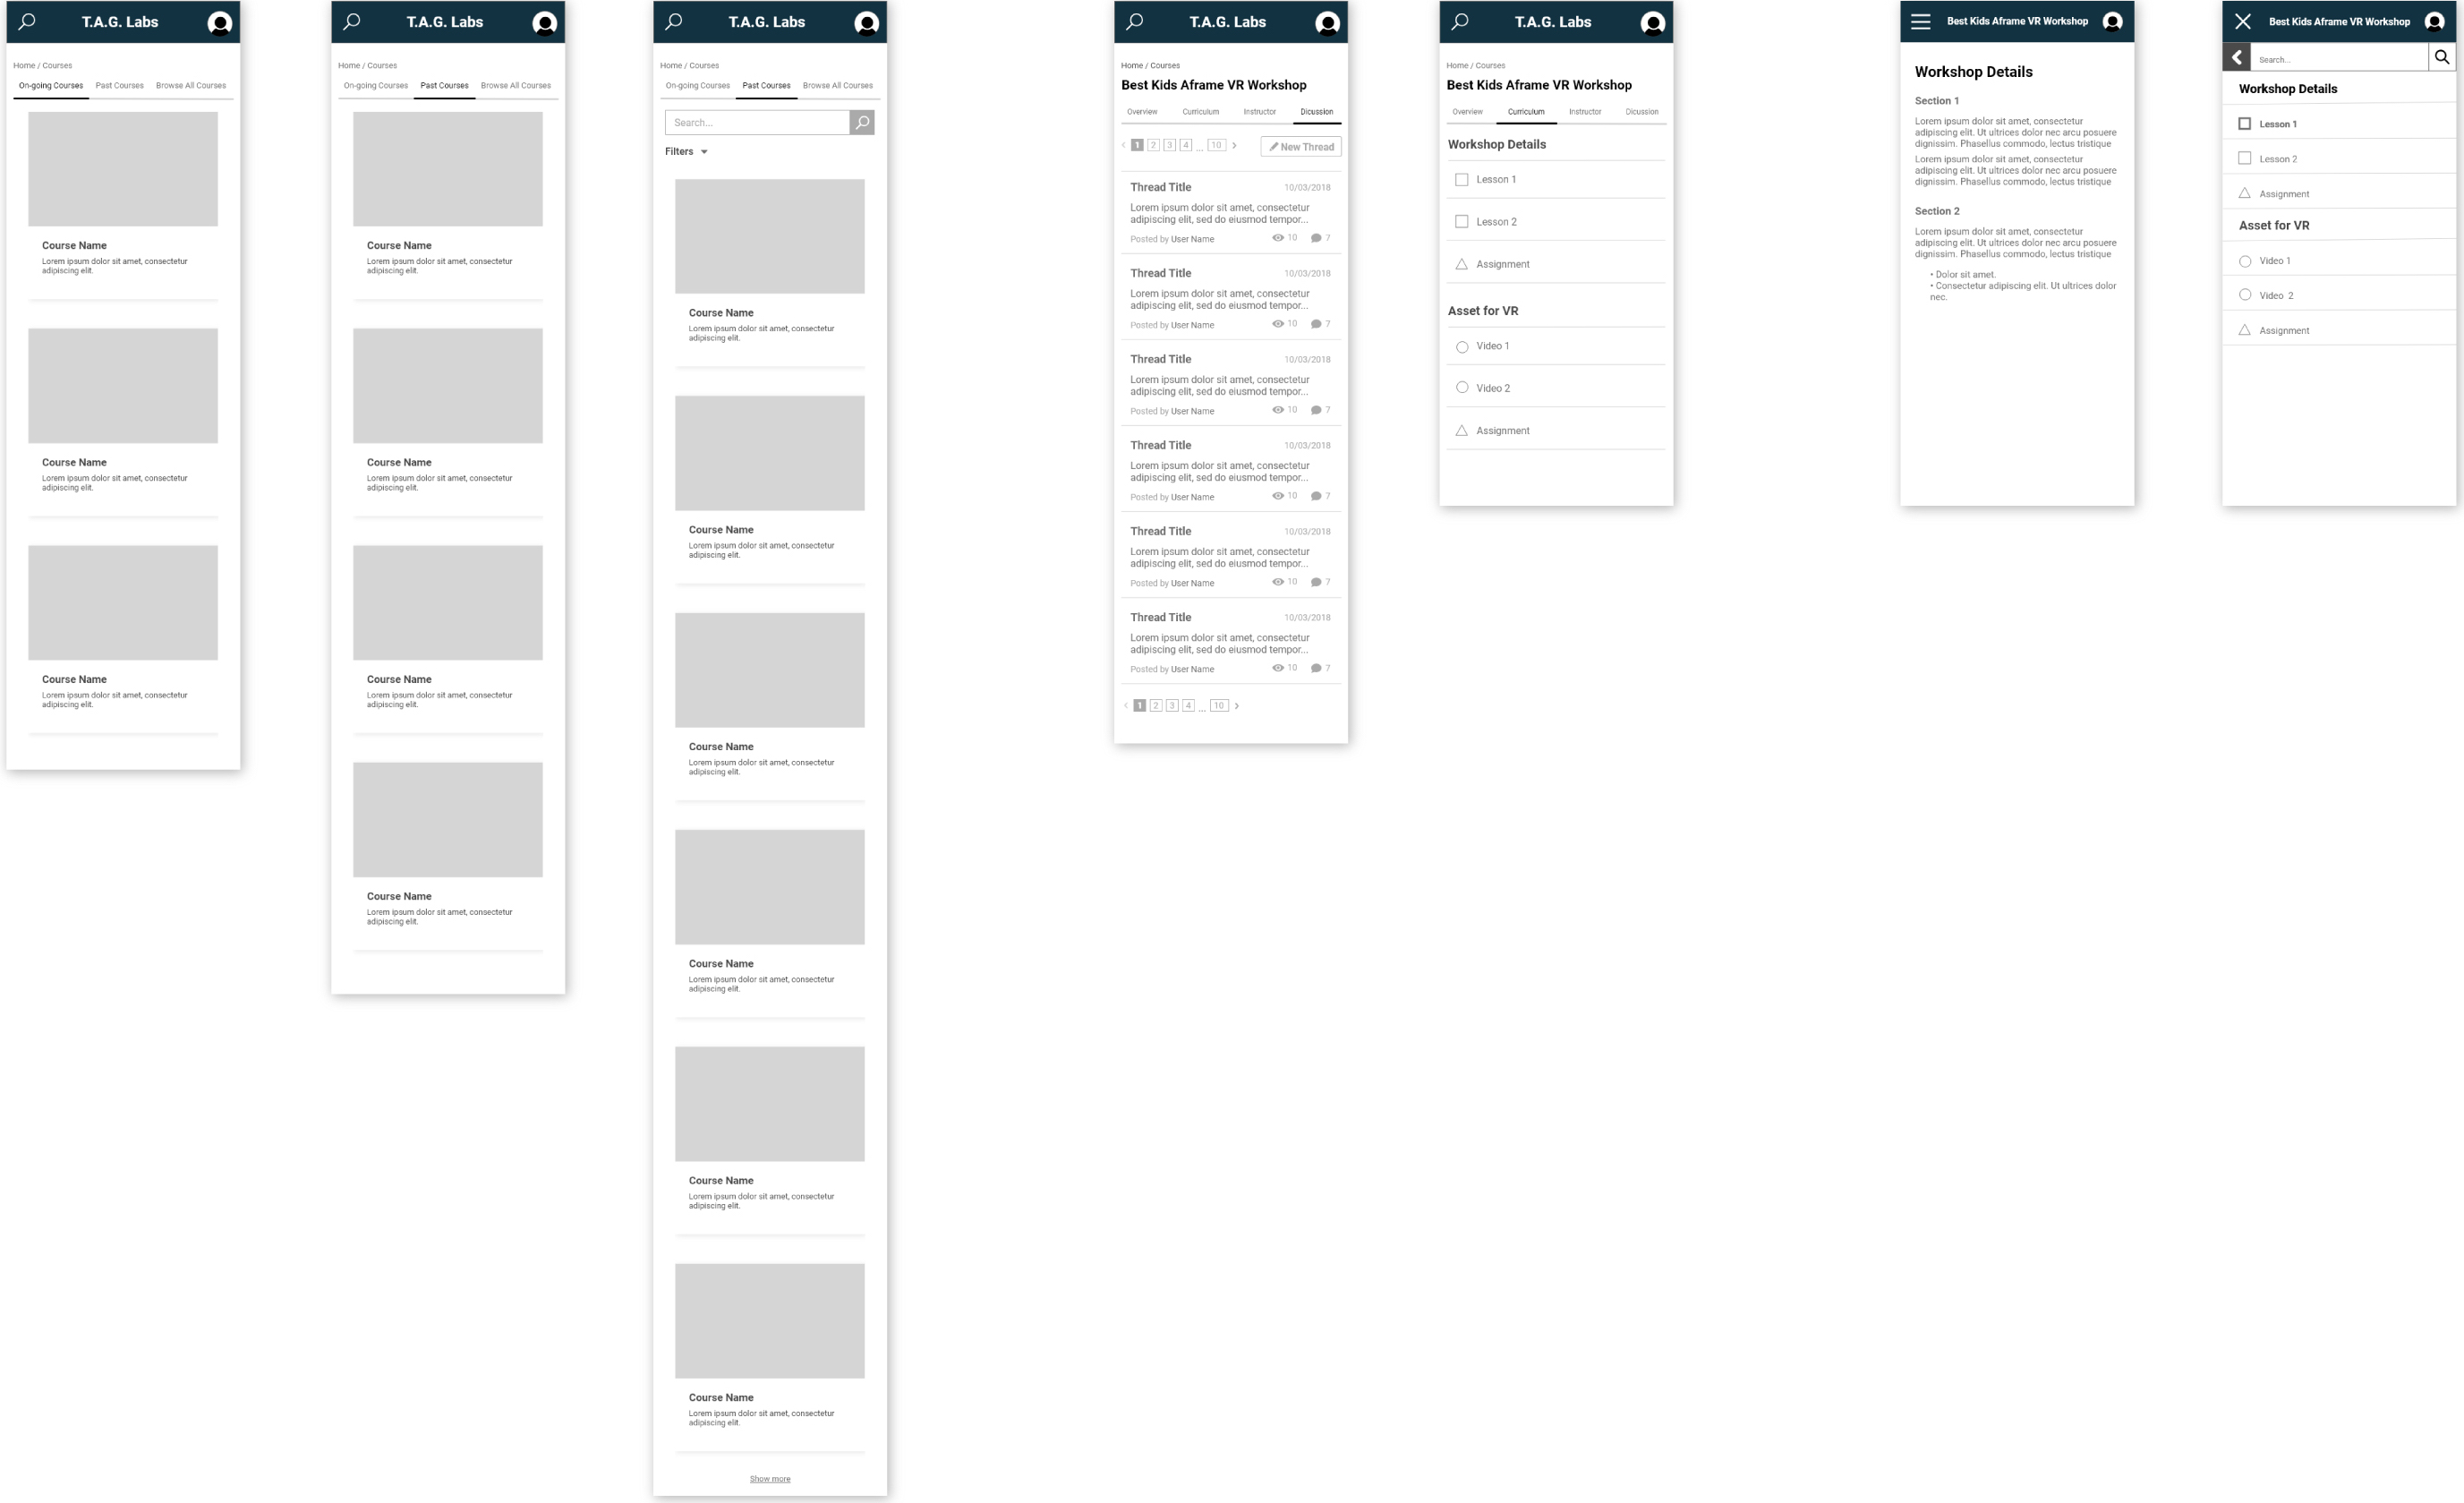 T.A.G. Labs
Home / Courses
On-going Courses Past Courses Browse All Courses
Course Name
Lorem ipsum dolor sit amet, consectetur
adipiscing elit.
Course Name
Lorem ipsum dolor sit amet, consectetur
adipiscing elit.
Course Name
Lorem ipsum dolor sit amet, consectetur
adipiscing elit.
T.A.G. Labs
Home / Courses
On-going Courses Past Courses Browse All Courses
Course Name
Lorem ipsum dolor sit amet, consectetur
adipiscing elit.
Course Name
Lorem ipsum dolor sit amet, consectetur
adipiscing elit.
Course Name
Lorem ipsum dolor sit amet, consectetur
adipiscing elit.
Course Name
Lorem ipsum dolor sit amet, consectetur
adipiscing elit.
T.A.G. Labs
Home / Courses
On-going Courses Past Courses Browse All Courses
Search...
Filters
Course Name
Lorem ipsum dolor sit amet, consectetur
adipiscing elit.
Course Name
Lorem ipsum dolor sit amet, consectetur
adipiscing elit.
Course Name
Lorem ipsum dolor sit amet, consectetur
adipiscing elit.
Course Name
Lorem ipsum dolor sit amet, consectetur
adipiscing elit.
Course Name
Lorem ipsum dolor sit amet, consectetur
adipiscing elit.
Course Name
Lorem ipsum dolor sit amet, consectetur
adipiscing elit.
Show more
T.A.G. Labs
Home / Courses
Best Kids Aframe VR Workshop
Overview Curriculum Instructor Dicussion
‹ 1 2 3 4 ... 10 › New Thread
Thread Title 10/03/2018
Lorem ipsum dolor sit amet, consectetur
adipiscing elit, sed do eiusmod tempor...
Posted by User Name 10 7
Thread Title 10/03/2018
Lorem ipsum dolor sit amet, consectetur
adipiscing elit, sed do eiusmod tempor...
Posted by User Name 10 7
Thread Title 10/03/2018
Lorem ipsum dolor sit amet, consectetur
adipiscing elit, sed do eiusmod tempor...
Posted by User Name 10 7
Thread Title 10/03/2018
Lorem ipsum dolor sit amet, consectetur
adipiscing elit, sed do eiusmod tempor...
Posted by User Name 10 7
Thread Title 10/03/2018
Lorem ipsum dolor sit amet, consectetur
adipiscing elit, sed do eiusmod tempor...
Posted by User Name 10 7
Thread Title 10/03/2018
Lorem ipsum dolor sit amet, consectetur
adipiscing elit, sed do eiusmod tempor...
Posted by User Name 10 7
‹ 1 2 3 4 ... 10 ›
T.A.G. Labs
Home / Courses
Best Kids Aframe VR Workshop
Overview Curriculum Instructor Dicussion
Workshop Details
Lesson 1
Lesson 2
Assignment
Asset for VR
Video 1
Video 2
Assignment
Best Kids Aframe VR Workshop
Workshop Details
Section 1
Lorem ipsum dolor sit amet, consectetur
adipiscing elit. Ut ultrices dolor nec arcu posuere
dignissim. Phasellus commodo, lectus tristique
Lorem ipsum dolor sit amet, consectetur
adipiscing elit. Ut ultrices dolor nec arcu posuere
dignissim. Phasellus commodo, lectus tristique
Section 2
Lorem ipsum dolor sit amet, consectetur
adipiscing elit. Ut ultrices dolor nec arcu posuere
dignissim. Phasellus commodo, lectus tristique
• Dolor sit amet.
• Consectetur adipiscing elit. Ut ultrices dolor
nec.
Best Kids Aframe VR Workshop
Search...
Workshop Details
Lesson 1
Lesson 2
Assignment
Asset for VR
Video 1
Video 2
Assignment